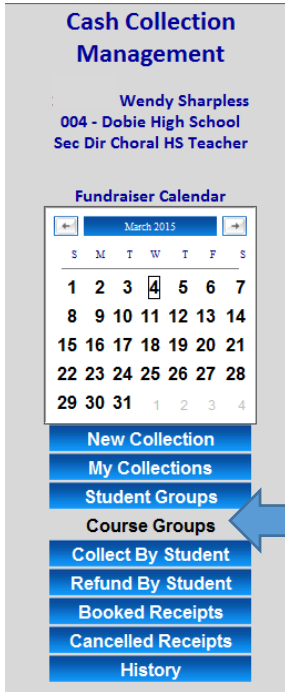 Cash Collection
Management
Wendy Sharpless
004 - Dobie High School
Sec Dir Choral HS Teacher
Fundraiser Calendar
March 2015
S M T W T F S
1 2 3 4 5 6 7
8 9 10 11 12 13 14
15 16 17 18 19 20 21
22 23 24 25 26 27 28
29 30 31 1 2 3 4
New Collection
My Collections
Student Groups
Course Groups
Collect By Student
Refund By Student
Booked Receipts
Cancelled Receipts
History